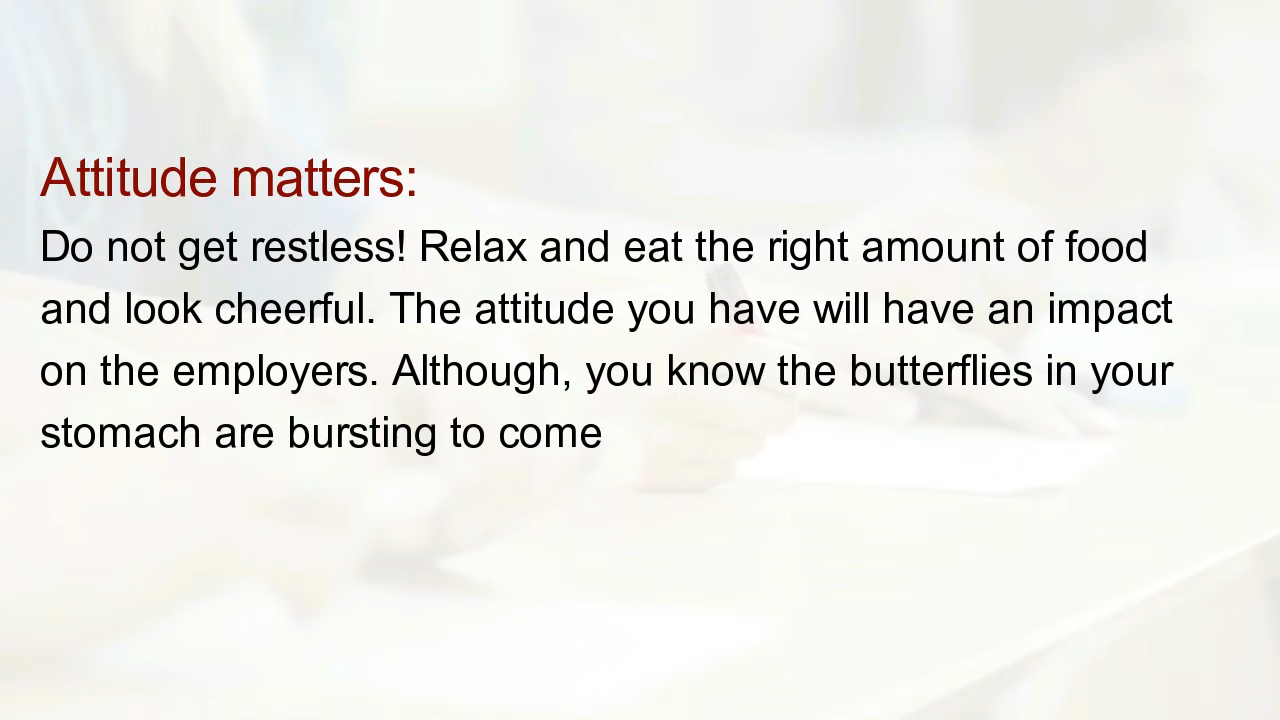 Attitude matters:
Do not get restless! Relax and eat the right amount of food
and look cheerful. The attitude you have will have an impact
on the employers. Although, you know the butterflies in your
stomach are bursting to come